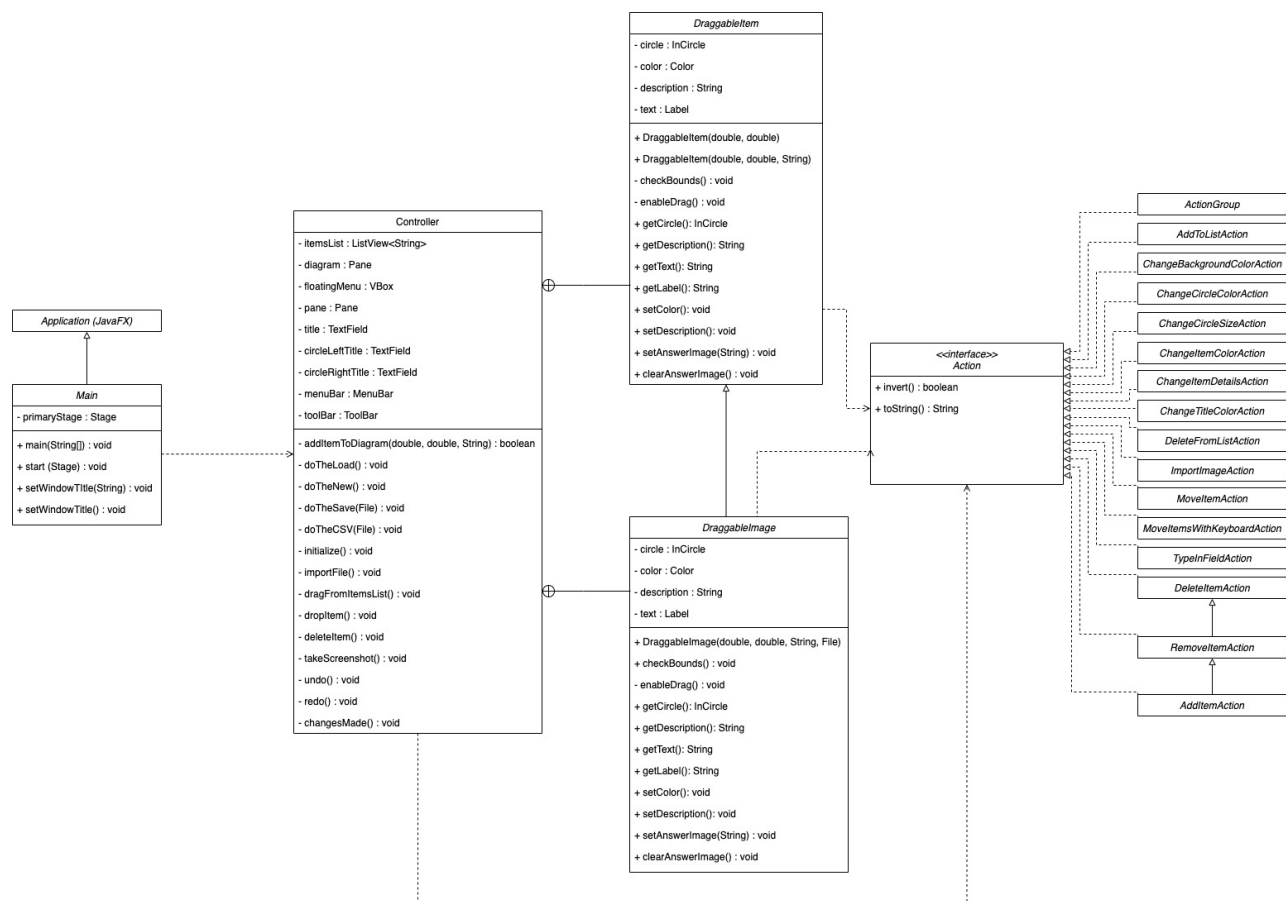 Application (JavaFX)
Main
- primaryStage : Stage
+ main(String[]) : void
+ start (Stage) : void
+ setWindowTItle(String) : void
+ setWindowTitle() : void
Controller
- itemsList : ListView<String>
- diagram : Pane
- floatingMenu : VBox
- pane : Pane
- title : TextField
- circleLeftTitle : TextField
- circleRightTitle : TextField
- menuBar : MenuBar
- toolBar : ToolBar
- addItemToDiagram(double, double, String) : boolean
- doTheLoad() : void
- doTheNew() : void
- doTheSave(File) : void
- doTheCSV(File) : void
- initialize() : void
- importFile() : void
- dragFromItemsList() : void
- dropItem() : void
- deleteItem() : void
- takeScreenshot() : void
- undo() : void
- redo() : void
- changesMade() : void
DraggableItem
- circle : InCircle
- color : Color
- description : String
- text : Label
+ DraggableItem(double, double)
+ DraggableItem(double, double, String)
- checkBounds() : void
- enableDrag() : void
+ getCircle() : InCircle
+ getDescription(): String
+ getText(): String
+ getLabel(): String
+ setColor(): void
+ setDescription(): void
+ setAnswerImage(String) : void
+ clearAnswerImage() : void
DraggableImage
- circle : InCircle
- color : Color
- description : String
- text : Label
+ DraggableImage(double, double, String, File)
+ checkBounds() : void
- enableDrag() : void
+ getCircle() : InCircle
+ getDescription(): String
+ getText(): String
+ getLabel(): String
+ setColor(): void
+ setDescription(): void
+ setAnswerImage(String) : void
+ clearAnswerImage() : void
<<interface>>
Action
+ invert() : boolean
+ toString() : String
ActionGroup
AddToListAction
ChangeBackgroundColorAction
ChangeCircleColorAction
ChangeCircleSizeAction
ChangeItemColorAction
ChangeItemDetailsAction
ChangeTitleColorAction
DeleteFromListAction
ImportImageAction
MoveItemAction
MoveItemsWithKeyboardAction
TypeInFieldAction
DeleteItemAction
RemoveItemAction
AddItemAction